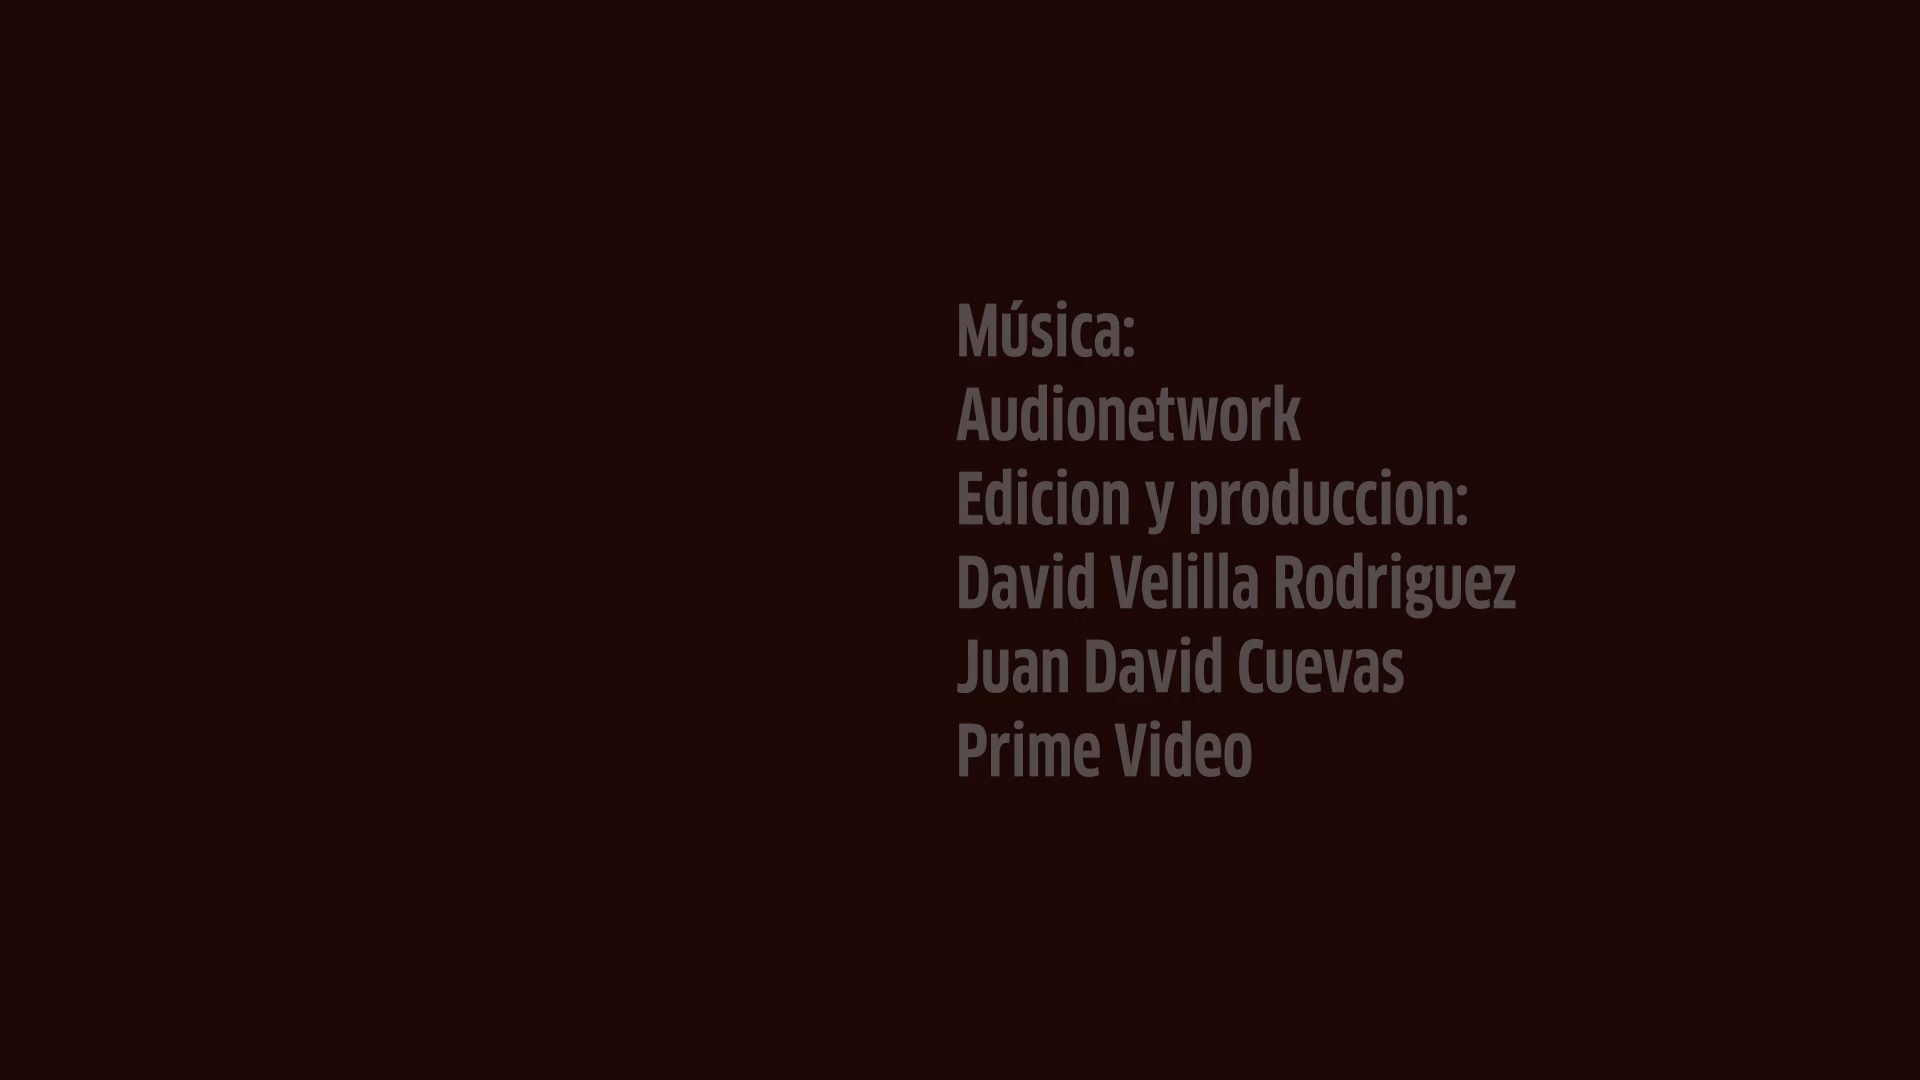 Música:
Audionetwork
Edicion y produccion:
David Velilla Rodriguez
Juan David Cuevas
Prime Video